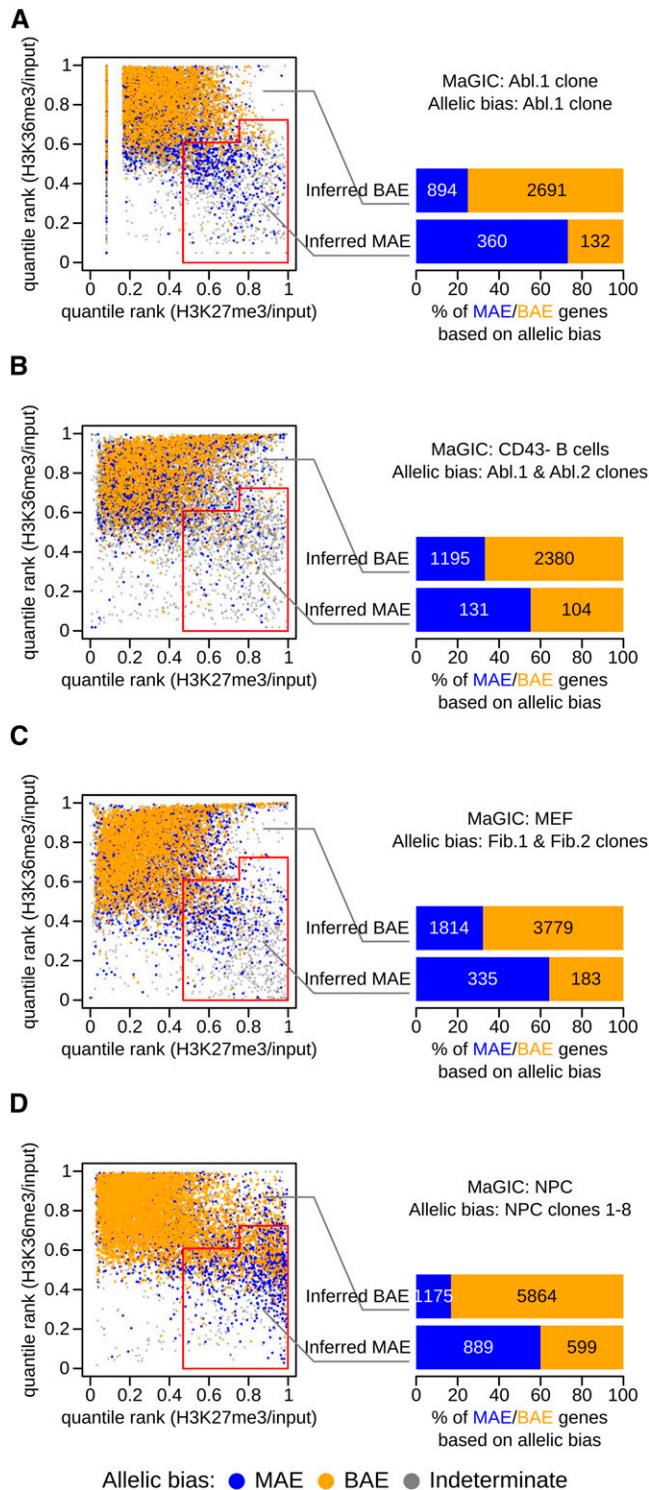 A
MaGIC: Abl.1 clone
Allelic bias: Abl.1 clone
quantile rank (H3K36me3/input)
1
0.8
0.6
0.4
0.2
0
0 0.2 0.4 0.6 0.8 1
quantile rank (H3K27me3/input)
Inferred BAE 894 2691
Inferred MAE 360 132
0 20 40 60 80 100
% of MAE/BAE genes
based on allelic bias
B
MaGIC: CD43- B cells
Allelic bias: Abl.1 & Abl.2 clones
quantile rank (H3K36me3/input)
1
0.8
0.6
0.4
0.2
0
0 0.2 0.4 0.6 0.8 1
quantile rank (H3K27me3/input)
Inferred BAE 1195 2380
Inferred MAE 131 104
0 20 40 60 80 100
% of MAE/BAE genes
based on allelic bias
C
MaGIC: MEF
Allelic bias: Fib.1 & Fib.2 clones
quantile rank (H3K36me3/input)
1
0.8
0.6
0.4
0.2
0
0 0.2 0.4 0.6 0.8 1
quantile rank (H3K27me3/input)
Inferred BAE 1814 3779
Inferred MAE 335 183
0 20 40 60 80 100
% of MAE/BAE genes
based on allelic bias
D
MaGIC: NPC
Allelic bias: NPC clones 1-8
quantile rank (H3K36me3/input)
1
0.8
0.6
0.4
0.2
0
0 0.2 0.4 0.6 0.8 1
quantile rank (H3K27me3/input)
Inferred BAE 1175 5864
Inferred MAE 889 599
0 20 40 60 80 100
% of MAE/BAE genes
based on allelic bias
Allelic bias: MAE BAE Indeterminate